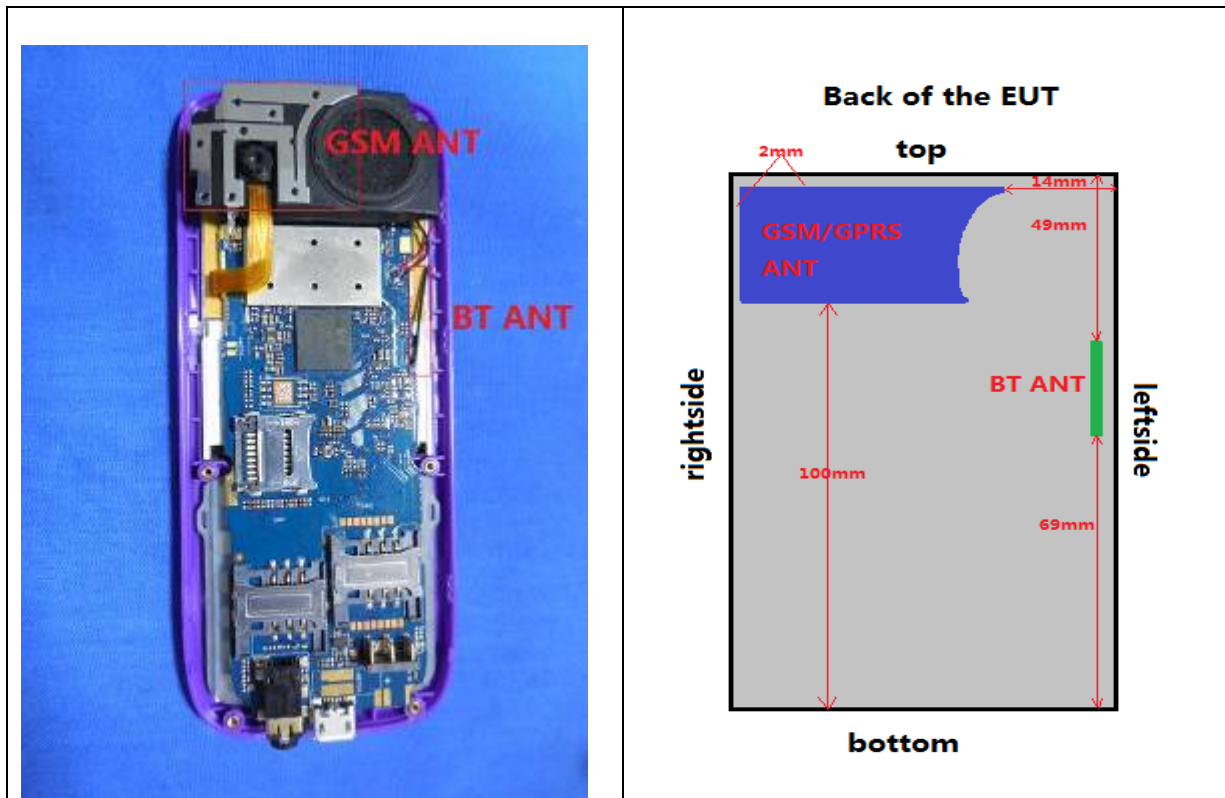 GSM ANT
BT ANT
Back of the EUT
top
2mm
14mm
49mm
GSM/GPRS
ANT
BT ANT
rightside
leftside
100mm
69mm
bottom